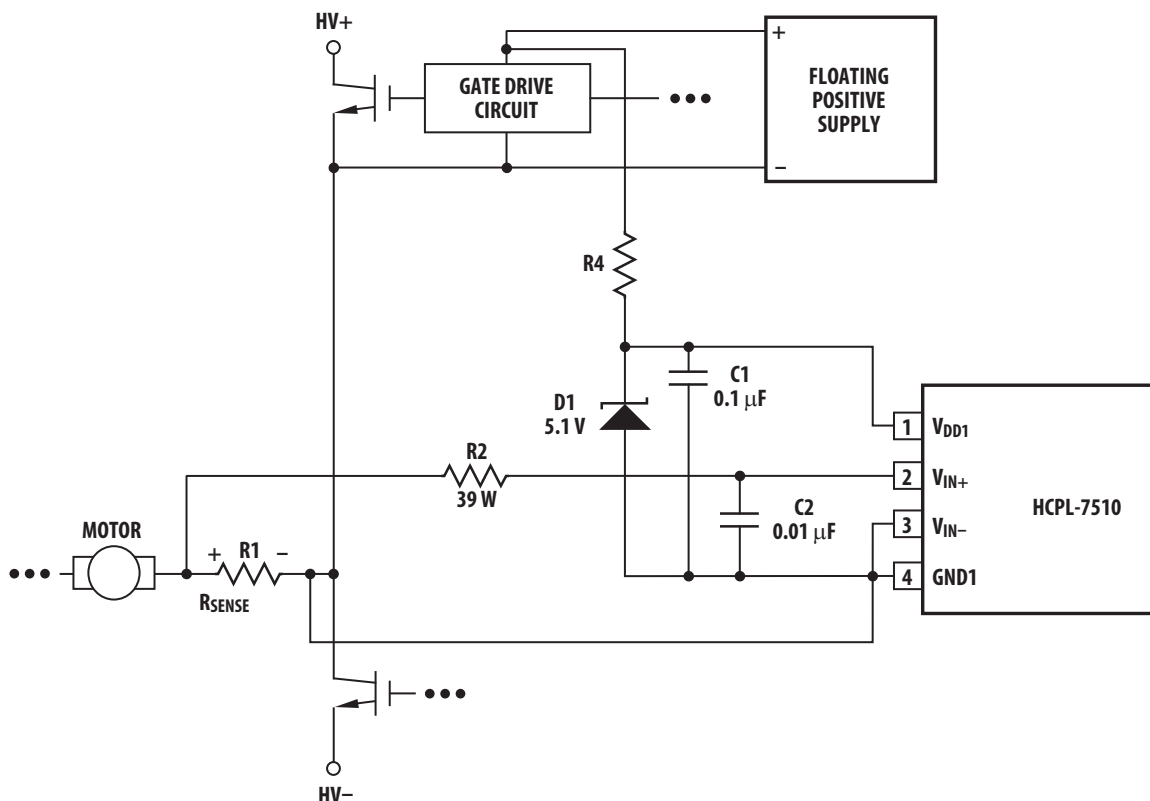 HV+
+
GATE DRIVE
CIRCUIT
FLOATING
POSITIVE
SUPPLY
–
R4
C1
0.1 μF
D1
5.1 V
1 VDD1
R2
39 W
2 VIN+
C2
0.01 μF
HCPL-7510
MOTOR
3 VIN–
+ R1 –
4 GND1
RSENSE
HV–